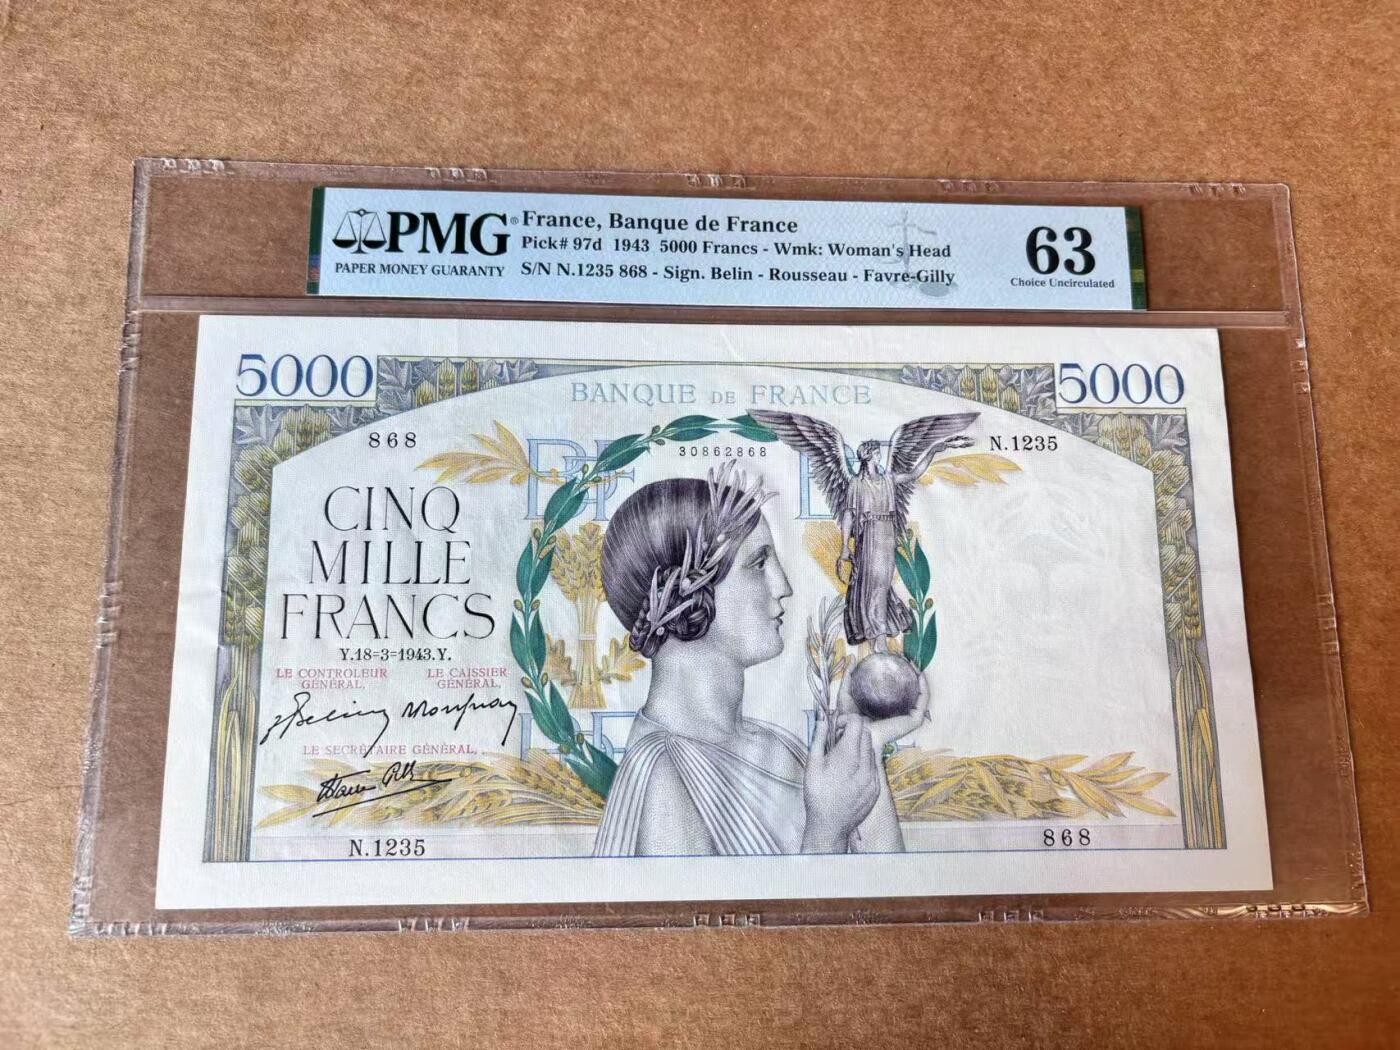 PMG®
PAPER MONEY GUARANTY
France, Banque de France
Pick# 97d 1943 5000 Francs - Wmk: Woman's Head
S/N N.1235 868 - Sign. Belin - Rousseau - Favre-Gilly
63
Choice Uncirculated
5000
BANQUE DE FRANCE
5000
868
30862868
N.1235
CINQ
MILLE
FRANCS
Y.18=3=1943.Y.
LE CONTROLEUR
GÉNÉRAL,
LE CAISSIER
GÉNÉRAL,
LE SECRÉTAIRE GÉNÉRAL,
N.1235
868